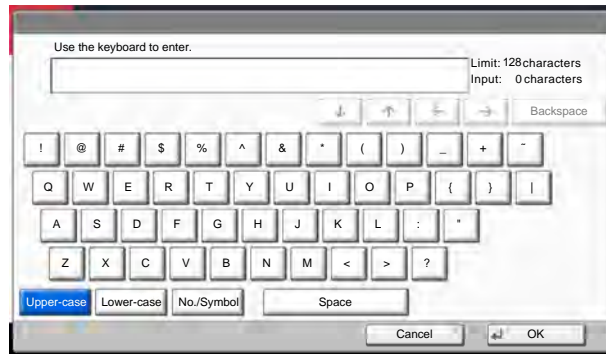 Use the keyboard to enter.
Limit: 128 characters
Input: 0 characters
↓ ↑ ← → Backspace
! @ # $ % ^ & * ( ) _ + ~
Q W E R T Y U I O P { } |
A S D F G H J K L : "
Z X C V B N M < > ?
Upper-case Lower-case No./Symbol Space
Cancel OK